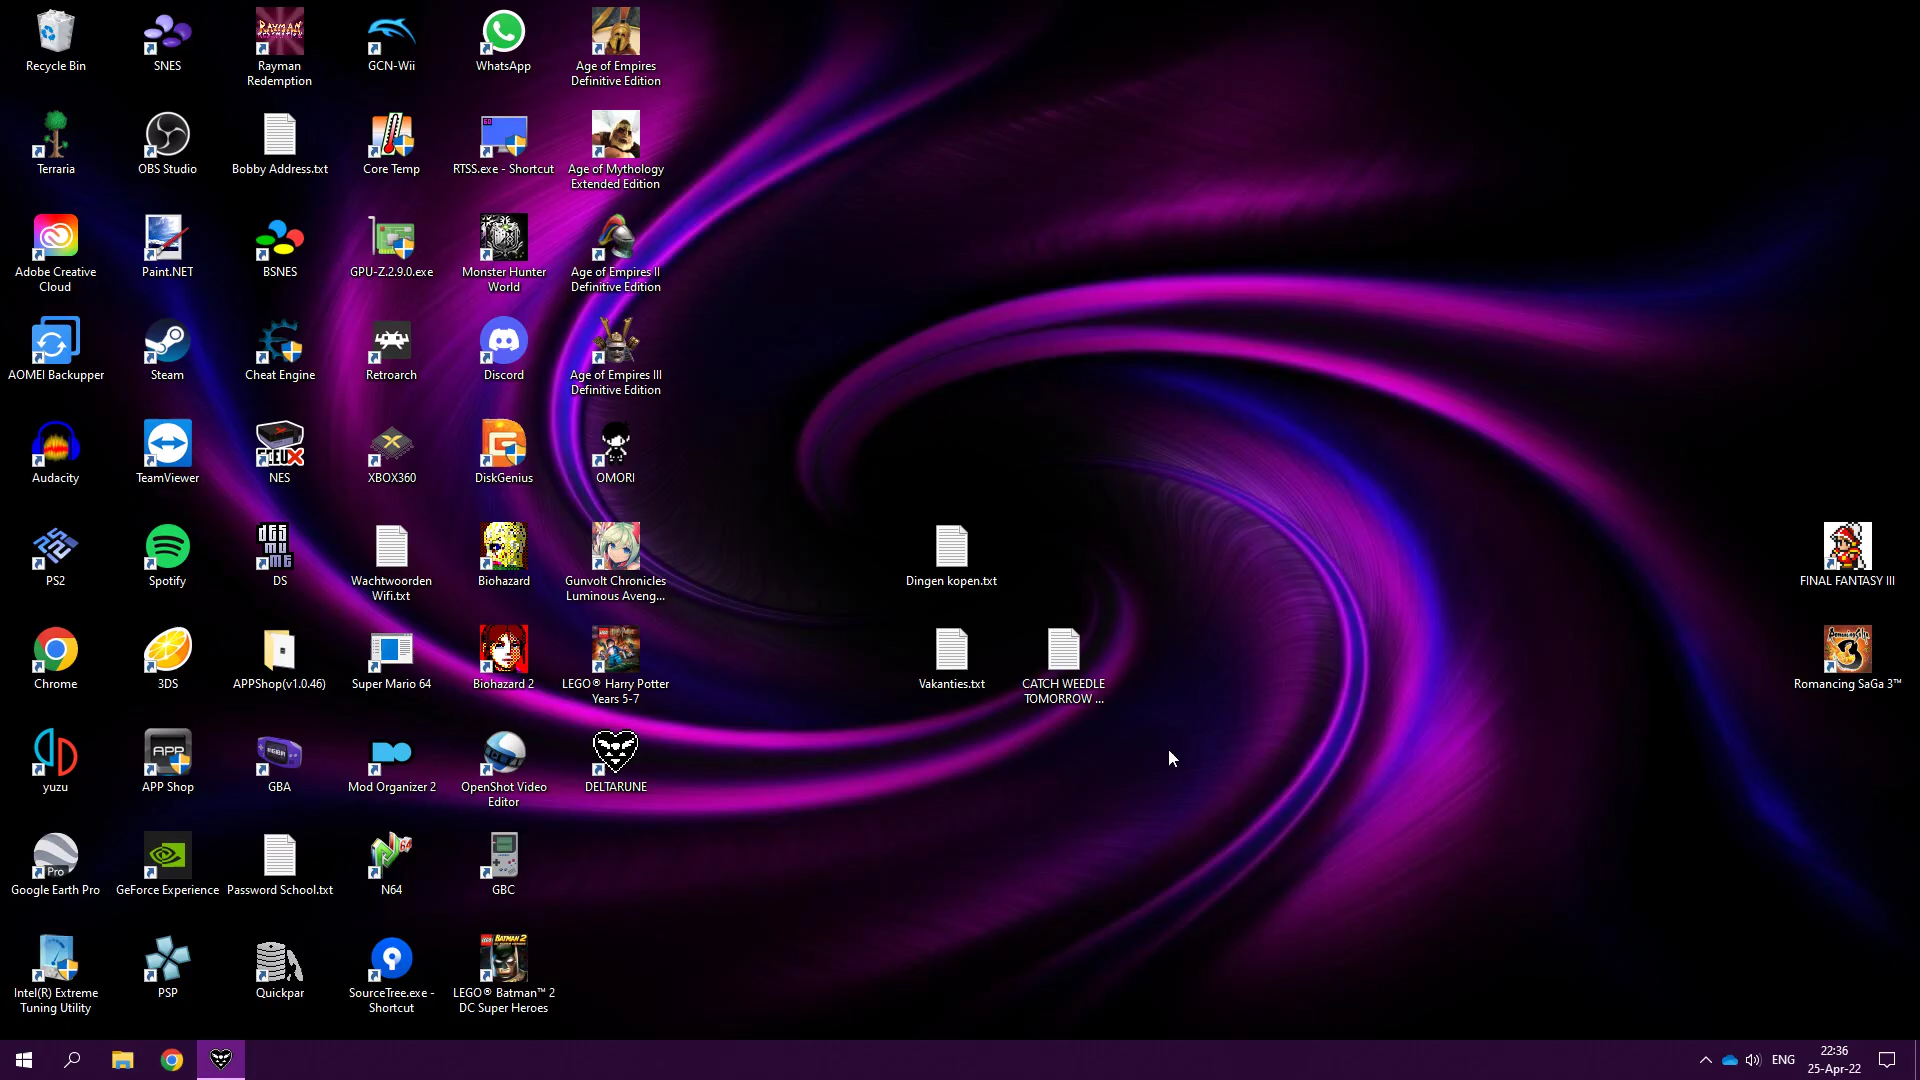 Recycle Bin
SNES
Rayman
Redemption
GCN-Wii
WhatsApp
Age of Empires
Definitive Edition
Terraria
OBS Studio
Bobby Address.txt
Core Temp
RTSS.exe - Shortcut
Age of Mythology
Extended Edition
Adobe Creative
Cloud
Paint.NET
BSNES
GPU-Z.2.9.0.exe
Monster Hunter
World
Age of Empires II
Definitive Edition
AOMEI Backupper
Steam
Cheat Engine
Retroarch
Discord
Age of Empires III
Definitive Edition
Audacity
TeamViewer
NES
XBOX360
DiskGenius
OMORI
PS2
Spotify
DS
Wachtwoorden
Wifi.txt
Biohazard
Gunvolt Chronicles
Luminous Aveng...
Dingen kopen.txt
FINAL FANTASY III
Chrome
3DS
APPShop(v1.0.46)
Super Mario 64
Biohazard 2
LEGO® Harry Potter
Years 5-7
Vakanties.txt
CATCH WEEDLE
TOMORROW ...
Romancing SaGa 3™
yuzu
APP Shop
GBA
Mod Organizer 2
OpenShot Video
Editor
DELTARUNE
Google Earth Pro
GeForce Experience
Password School.txt
N64
GBC
Intel(R) Extreme
Tuning Utility
PSP
Quickpar
SourceTree.exe -
Shortcut
LEGO® Batman™ 2
DC Super Heroes
ENG
22:36
25-Apr-22